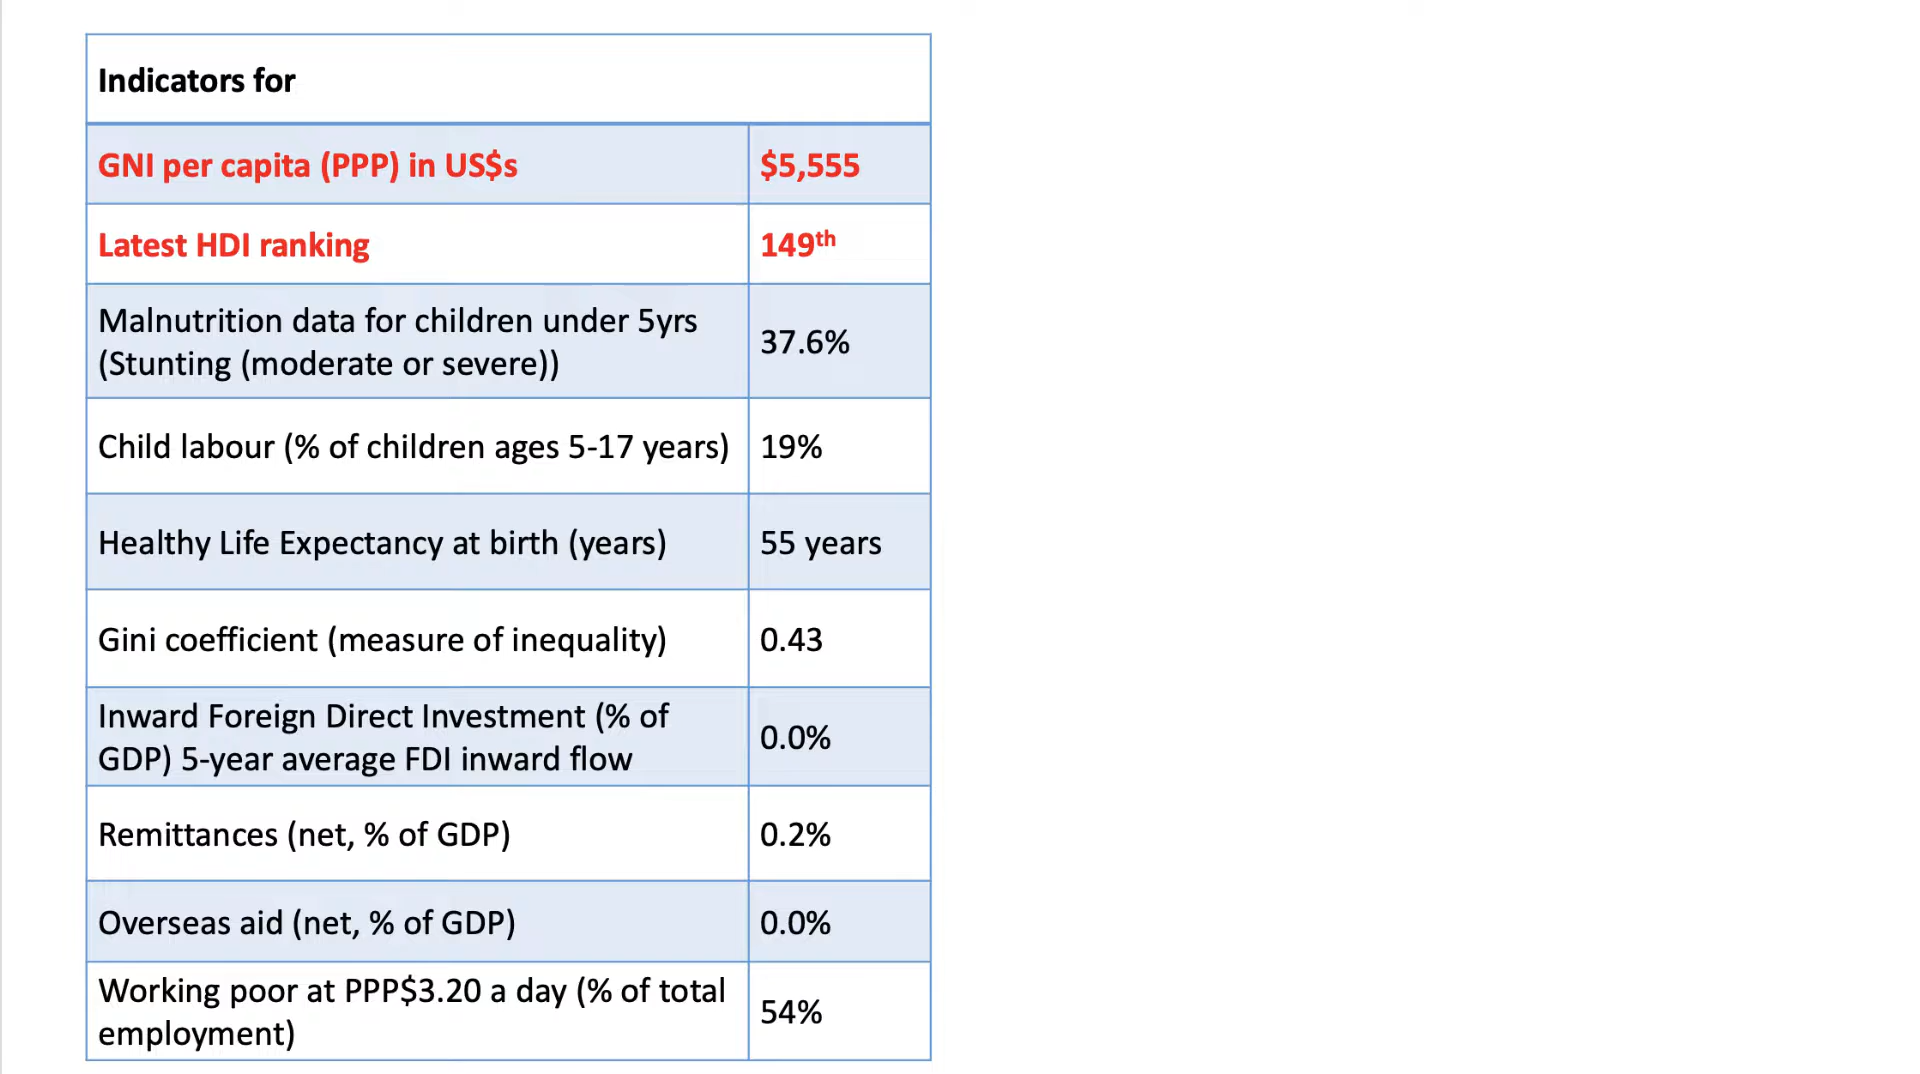 Indicators for
GNI per capita (PPP) in US$s $5,555
Latest HDI ranking 149th
Malnutrition data for children under 5yrs
(Stunting (moderate or severe)) 37.6%
Child labour (% of children ages 5-17 years) 19%
Healthy Life Expectancy at birth (years) 55 years
Gini coefficient (measure of inequality) 0.43
Inward Foreign Direct Investment (% of
GDP) 5-year average FDI inward flow 0.0%
Remittances (net, % of GDP) 0.2%
Overseas aid (net, % of GDP) 0.0%
Working poor at PPP$3.20 a day (% of total
employment) 54%